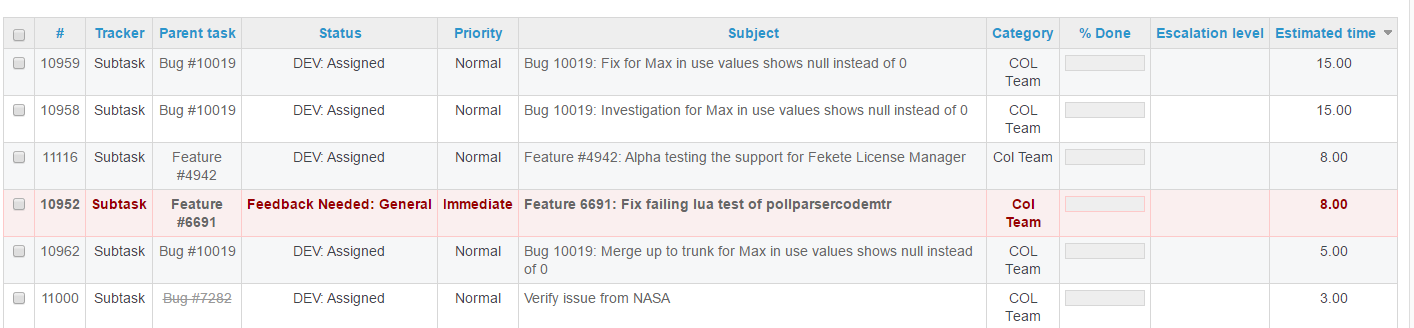 # Tracker Parent task Status Priority Subject Category % Done Escalation level Estimated time
10959 Subtask Bug #10019 DEV: Assigned Normal Bug 10019: Fix for Max in use values shows null instead of 0 COL 15.00
Team
10958 Subtask Bug #10019 DEV: Assigned Normal Bug 10019: Investigation for Max in use values shows null instead of 0 COL 15.00
Team
11116 Subtask Feature DEV: Assigned Normal Feature #4942: Alpha testing the support for Fekete License Manager Col Team 8.00
#4942
10952 Subtask Feature Feedback Needed: General Immediate Feature 6691: Fix failing lua test of pollparsercodemtr Col 8.00
#6691 Team
10962 Subtask Bug #10019 DEV: Assigned Normal Bug 10019: Merge up to trunk for Max in use values shows null instead COL 5.00
of 0 Team
11000 Subtask Bug #7282 DEV: Assigned Normal Verify issue from NASA COL 3.00
Team